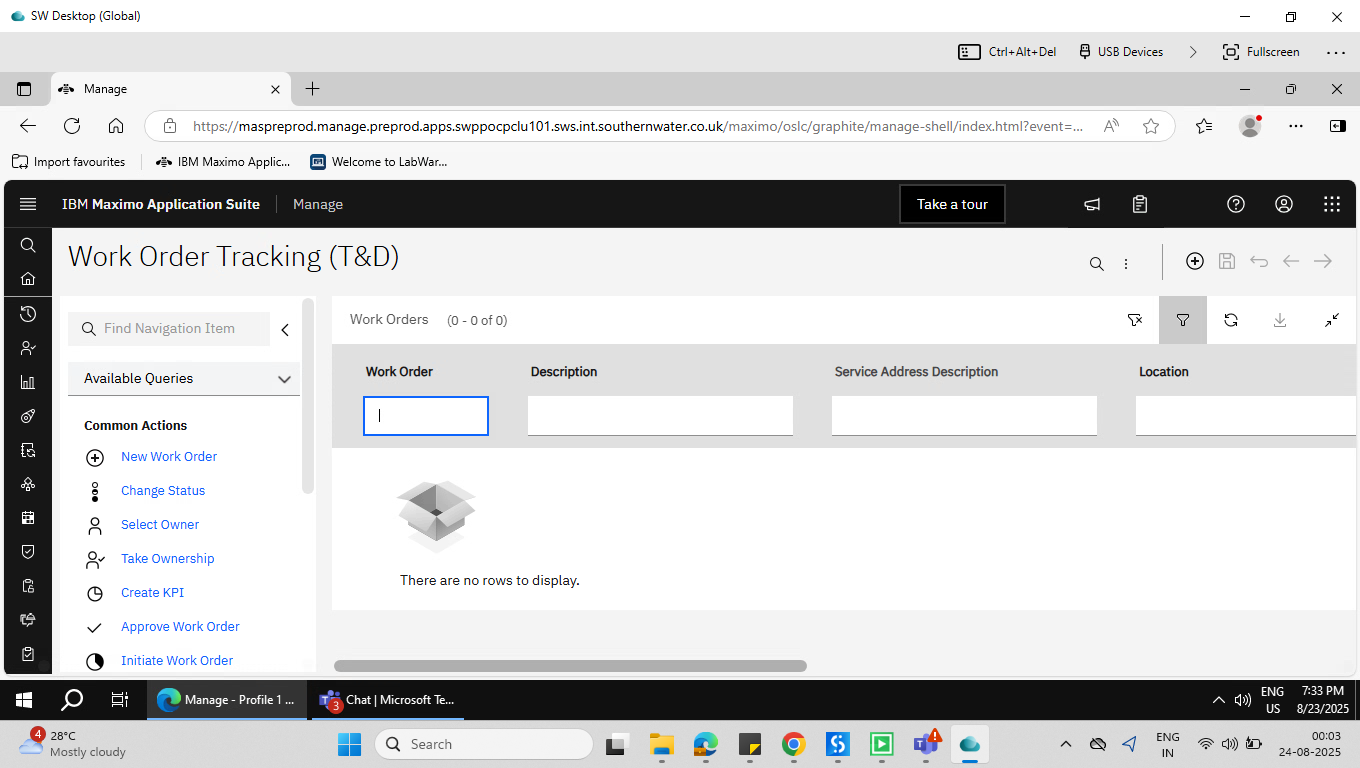 SW Desktop (Global)
Ctrl+Alt+Del
USB Devices
Fullscreen
Manage
https://maspreprod.manage.preprod.apps.swppocpclu101.sws.int.southernwater.co.uk/maximo/oslc/graphite/manage-shell/index.html?event=...
Import favourites
IBM Maximo Applic...
Welcome to LabWar...
IBM Maximo Application Suite
Manage
Take a tour
Work Order Tracking (T&D)
Find Navigation Item
Available Queries
Common Actions
New Work Order
Change Status
Select Owner
Take Ownership
Create KPI
Approve Work Order
Initiate Work Order
Work Orders (0 - 0 of 0)
Work Order
Description
Service Address Description
Location
There are no rows to display.
Manage - Profile 1 ...
3
Chat | Microsoft Te...
ENG
US
7:33 PM
8/23/2025
4
28°C
Mostly cloudy
Search
ENG
IN
00:03
24-08-2025